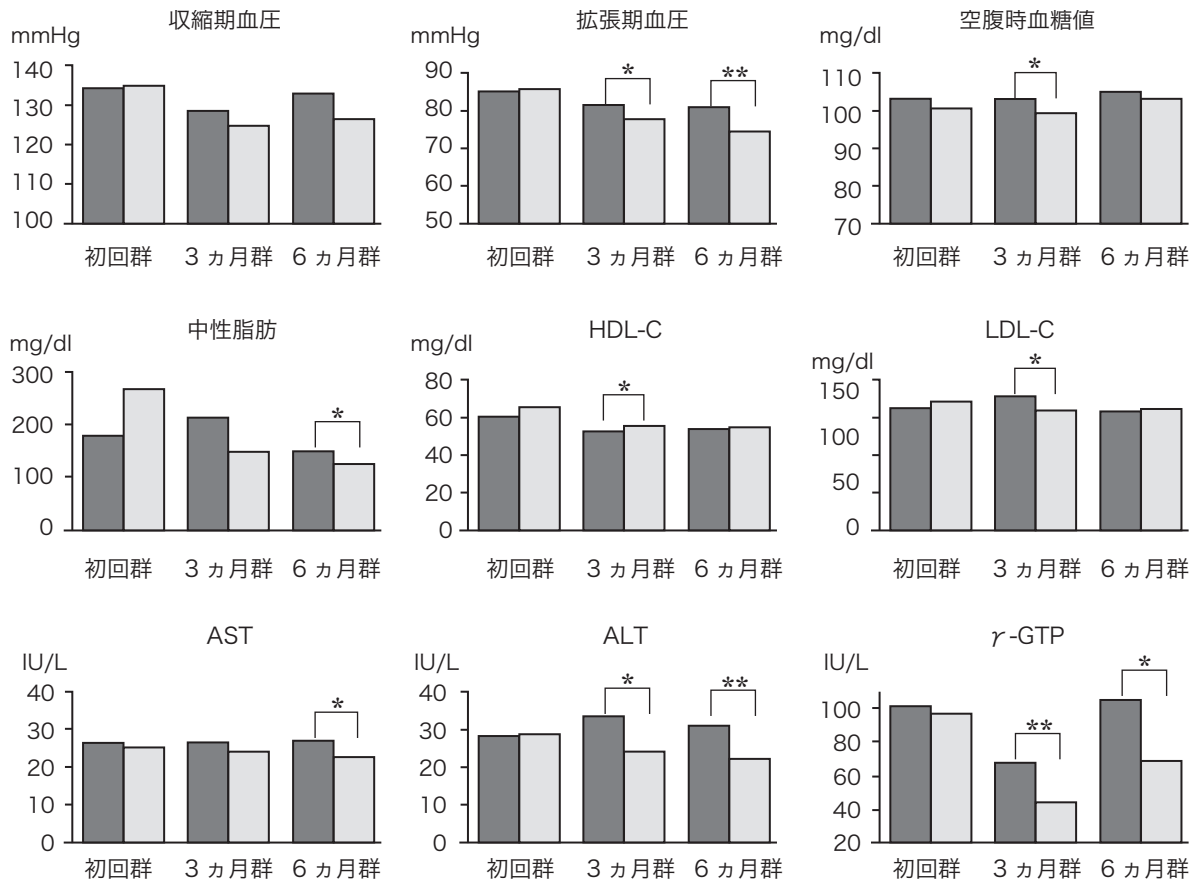 収縮期血圧
mmHg
140
130
120
110
100
初回群 3 ヵ月群 6 ヵ月群
拡張期血圧
mmHg
90
80
70
60
50
* **
初回群 3 ヵ月群 6 ヵ月群
空腹時血糖値
mg/dl
110
100
90
80
70
*
初回群 3 ヵ月群 6 ヵ月群
中性脂肪
mg/dl
300
200
100
0
*
初回群 3 ヵ月群 6 ヵ月群
HDL-C
mg/dl
80
60
40
20
0
*
初回群 3 ヵ月群 6 ヵ月群
LDL-C
mg/dl
150
100
50
0
*
初回群 3 ヵ月群 6 ヵ月群
AST
IU/L
40
30
20
10
0
*
初回群 3 ヵ月群 6 ヵ月群
ALT
IU/L
40
30
20
10
0
* **
初回群 3 ヵ月群 6 ヵ月群
γ-GTP
IU/L
100
80
60
40
20
** *
初回群 3 ヵ月群 6 ヵ月群